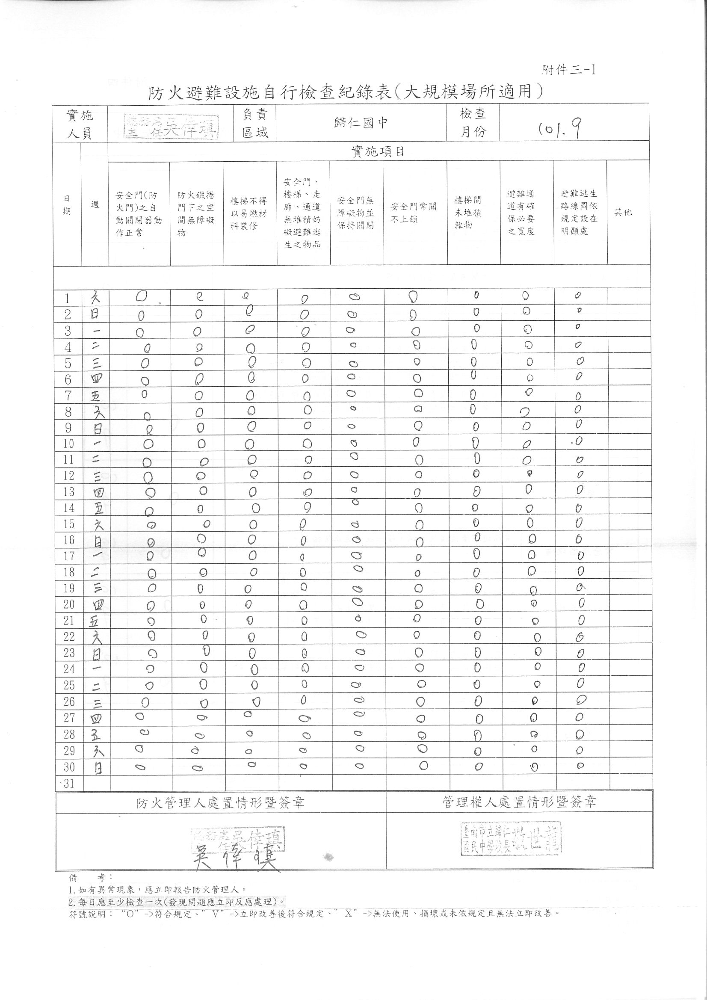 附件三-1
防火避難設施自行檢查紀錄表(大規模場所適用)
實施人員
總務處主任吳偉瑱
負責區域
歸仁國中
檢查月份
101.9
日期
週
實施項目
安全門(防火門)之自動關閉器動作正常
防火鐵捲門下之空間無障礙物
樓梯不得以易燃材料裝修
安全門、樓梯、走廊、通道無堆積妨礙避難逃生之物品
安全門無障礙物並保持關閉
安全門常關不上鎖
樓梯間未堆積雜物
避難通道有確保必要之寬度
避難逃生路線圖依規定設在明顯處
其他
1 六 O O O O O O O O O
2 日 O O O O O O O O O
3 一 O O O O O O O O O
4 二 O O O O O O O O O
5 三 O O O O O O O O O
6 四 O O O O O O O O O
7 五 O O O O O O O O O
8 六 O O O O O O O O O
9 日 O O O O O O O O O
10 一 O O O O O O O O O
11 二 O O O O O O O O O
12 三 O O O O O O O O O
13 四 O O O O O O O O O
14 五 O O O O O O O O O
15 六 O O O O O O O O O
16 日 O O O O O O O O O
17 一 O O O O O O O O O
18 二 O O O O O O O O O
19 三 O O O O O O O O O
20 四 O O O O O O O O O
21 五 O O O O O O O O O
22 六 O O O O O O O O O
23 日 O O O O O O O O O
24 一 O O O O O O O O O
25 二 O O O O O O O O O
26 三 O O O O O O O O O
27 四 O O O O O O O O O
28 五 O O O O O O O O O
29 六 O O O O O O O O O
30 日 O O O O O O O O O
31
防火管理人處置情形暨簽章
管理權人處置情形暨簽章
總務處主任吳偉瑱
吳偉瑱
臺南市立歸仁
國民中學校長
世龍
備 考：
1.如有異常現象，應立即報告防火管理人。
2.每日應至少檢查一次(發現問題應立即反應處理)。
符號說明： “O”->符合規定、” V”->立即改善後符合規定、” X”->無法使用、損壞或未依規定且無法立即改善。